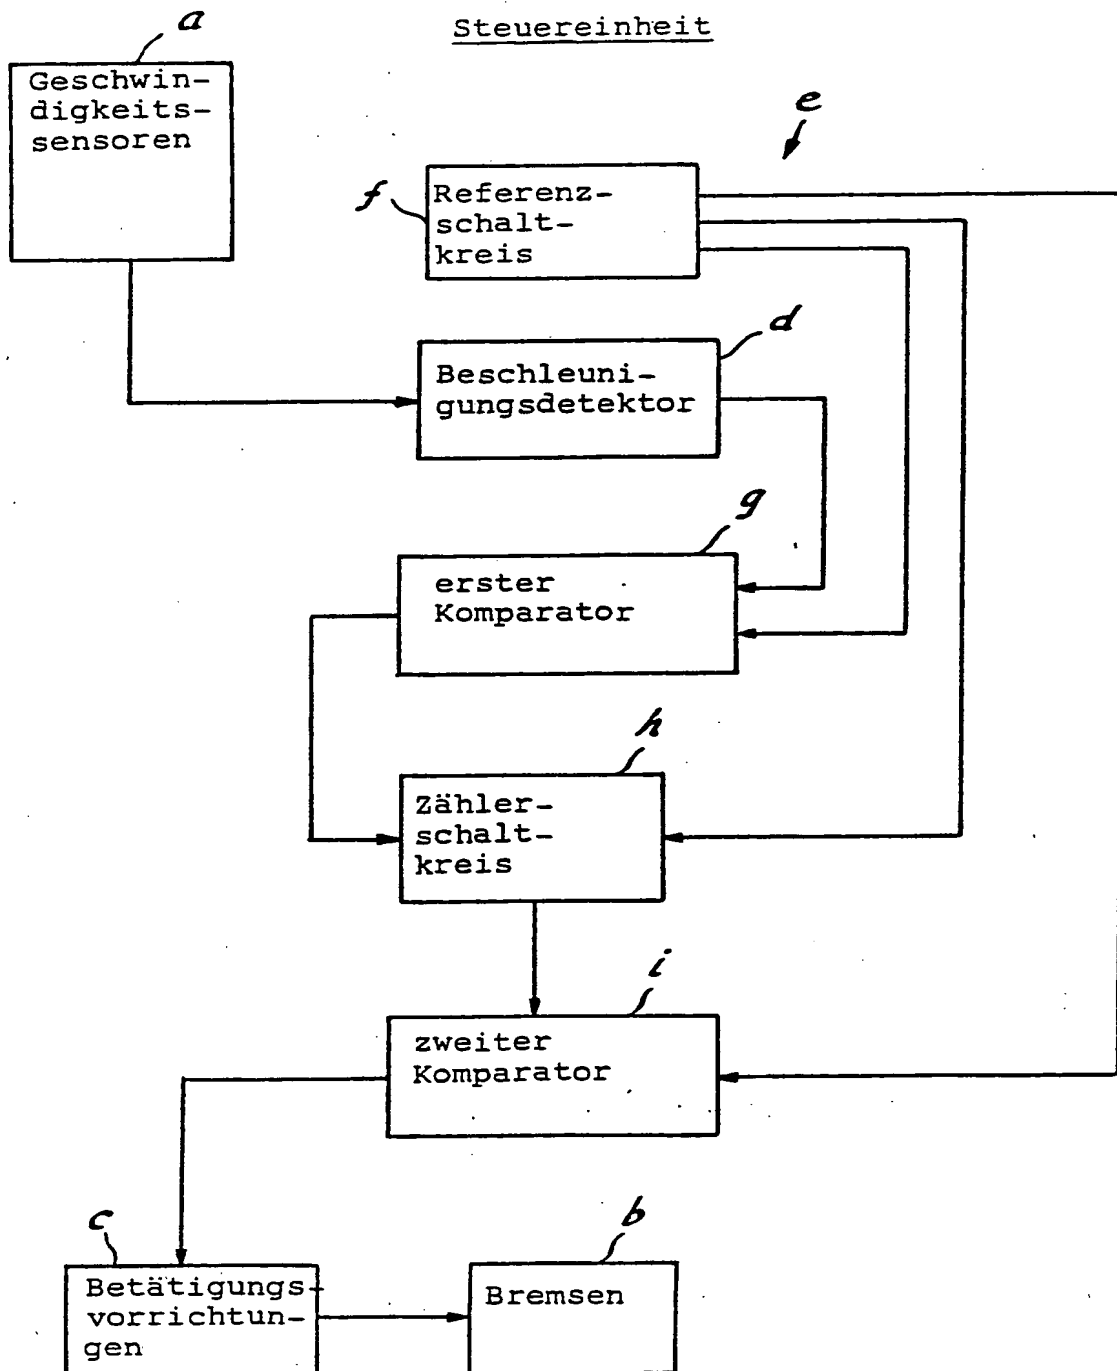 Steuereinheit
a
Geschwin-
digkeits-
sensoren
e
f
Referenz-
schalt-
kreis
d
Beschleuni-
gungsdetektor
g
erster
Komparator
h
Zähler-
schalt-
kreis
i
zweiter
Komparator
c
Betätigungs-
vorrichtun-
gen
b
Bremsen